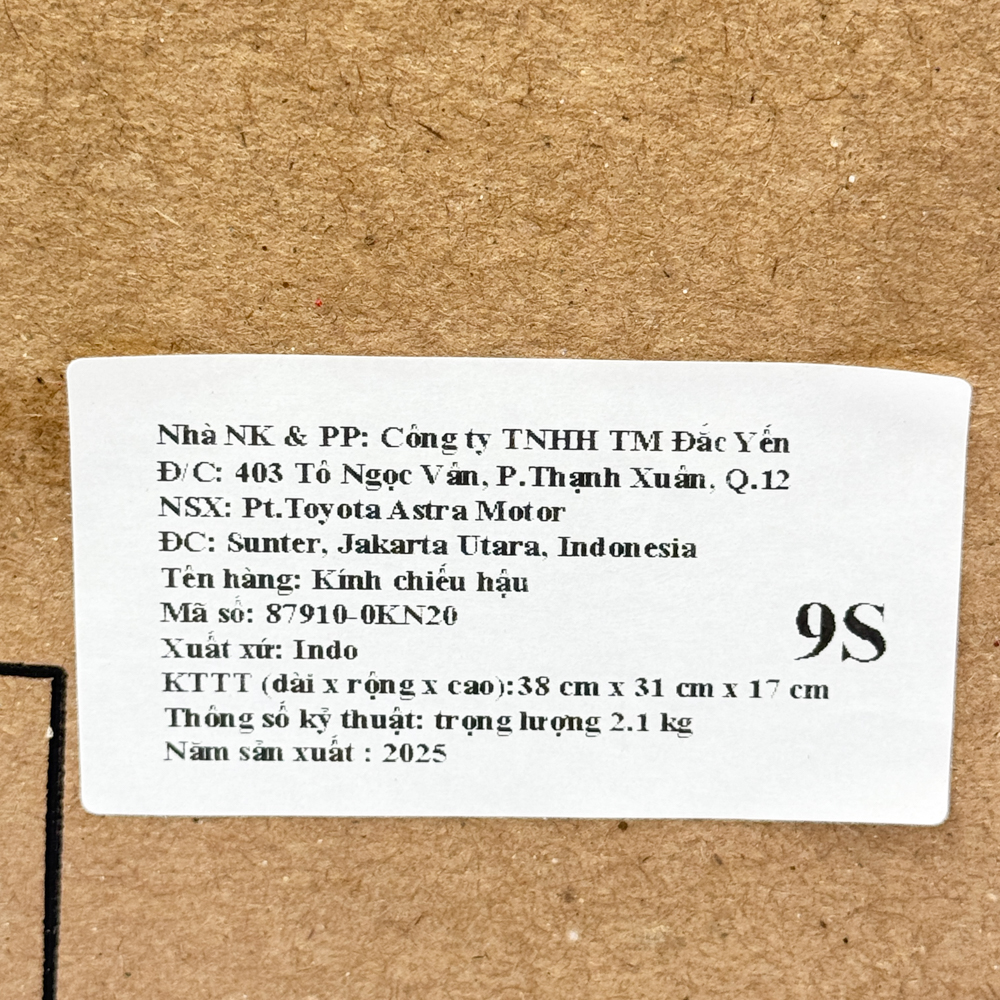 Nhà NK & PP: Công ty TNHH TM Đắc Yến
Đ/C: 403 Tô Ngọc Vân, P.Thạnh Xuân, Q.12
NSX: Pt.Toyota Astra Motor
ĐC: Sunter, Jakarta Utara, Indonesia
Tên hàng: Kính chiếu hậu
Mã số: 87910-0KN20
9S
Xuất xứ: Indo
KTTT (dài x rộng x cao):38 cm x 31 cm x 17 cm
Thông số kỷ thuật: trọng lượng 2.1 kg
Năm sản xuất : 2025